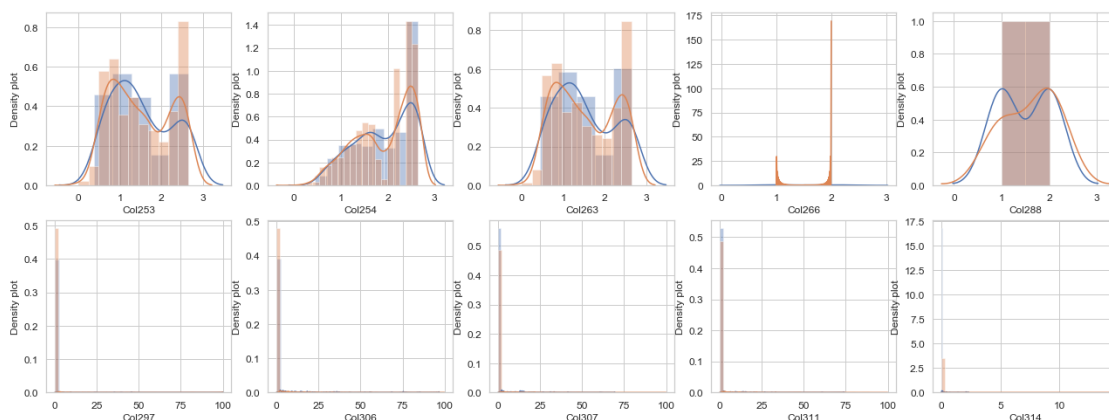 0.8 0.6 0.4 0.2 0.0
Density plot
0 1 2 3
Col253
1.4 1.2 1.0 0.8 0.6 0.4 0.2 0.0
Density plot
0 1 2 3
Col254
0.8 0.6 0.4 0.2 0.0
Density plot
0 1 2 3
Col263
175 150 125 100 75 50 25 0
Density plot
0 1 2 3
Col266
1.0 0.8 0.6 0.4 0.2 0.0
Density plot
0 1 2 3
Col288
0.5 0.4 0.3 0.2 0.1 0.0
Density plot
0 25 50 75 100
Col297
0.5 0.4 0.3 0.2 0.1 0.0
Density plot
0 25 50 75 100
Col306
0.5 0.4 0.3 0.2 0.1 0.0
Density plot
0 25 50 75 100
Col307
0.5 0.4 0.3 0.2 0.1 0.0
Density plot
0 25 50 75 100
Col311
17.5 15.0 12.5 10.0 7.5 5.0 2.5 0.0
Density plot
0 5 10
Col314